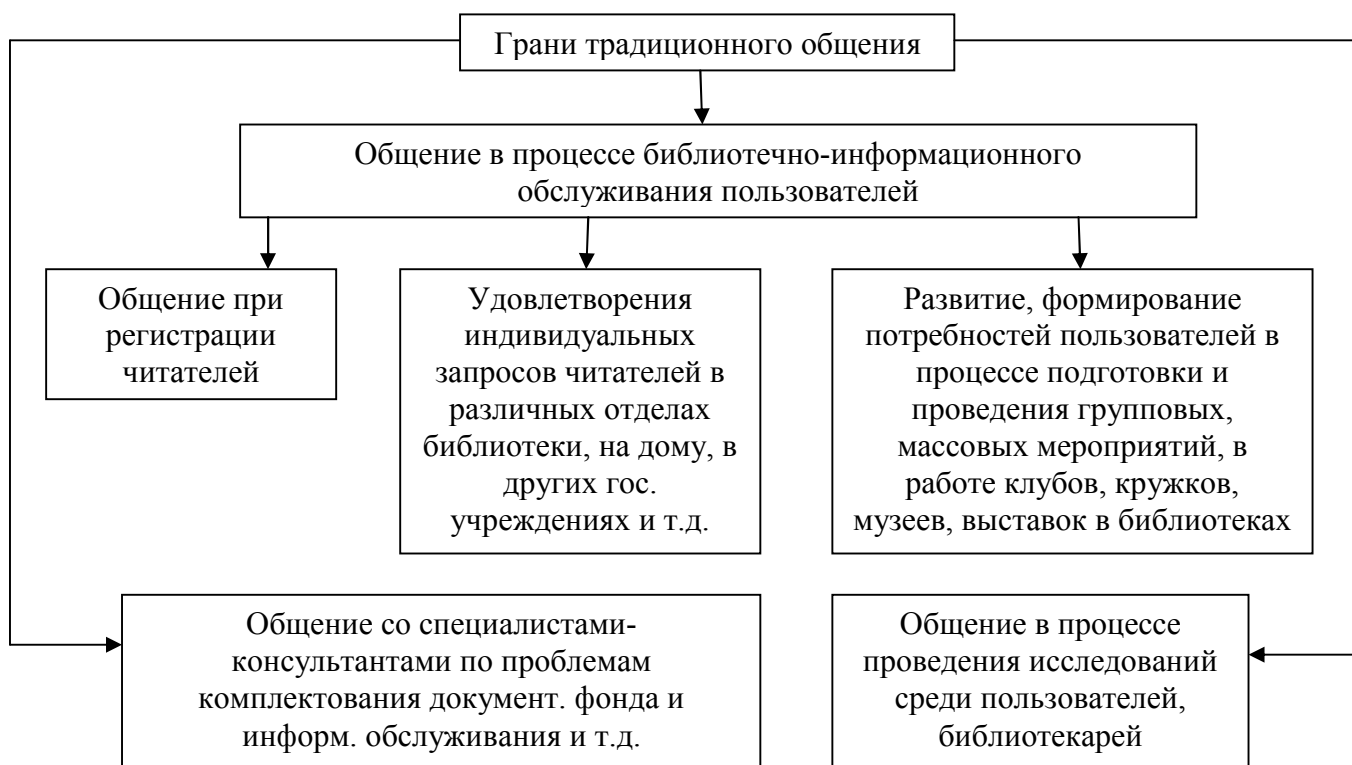 Грани традиционного общения
Общение в процессе библиотечно-информационного
обслуживания пользователей
Общение при
регистрации
читателей
Удовлетворения
индивидуальных
запросов читателей в
различных отделах
библиотеки, на дому, в
других гос.
учреждениях и т.д.
Развитие, формирование
потребностей пользователей в
процессе подготовки и
проведения групповых,
массовых мероприятий, в
работе клубов, кружков,
музеев, выставок в библиотеках
Общение со специалистами-
консультантами по проблемам
комплектования документ. фонда и
информ. обслуживания и т.д.
Общение в процессе
проведения исследований
среди пользователей,
библиотекарей